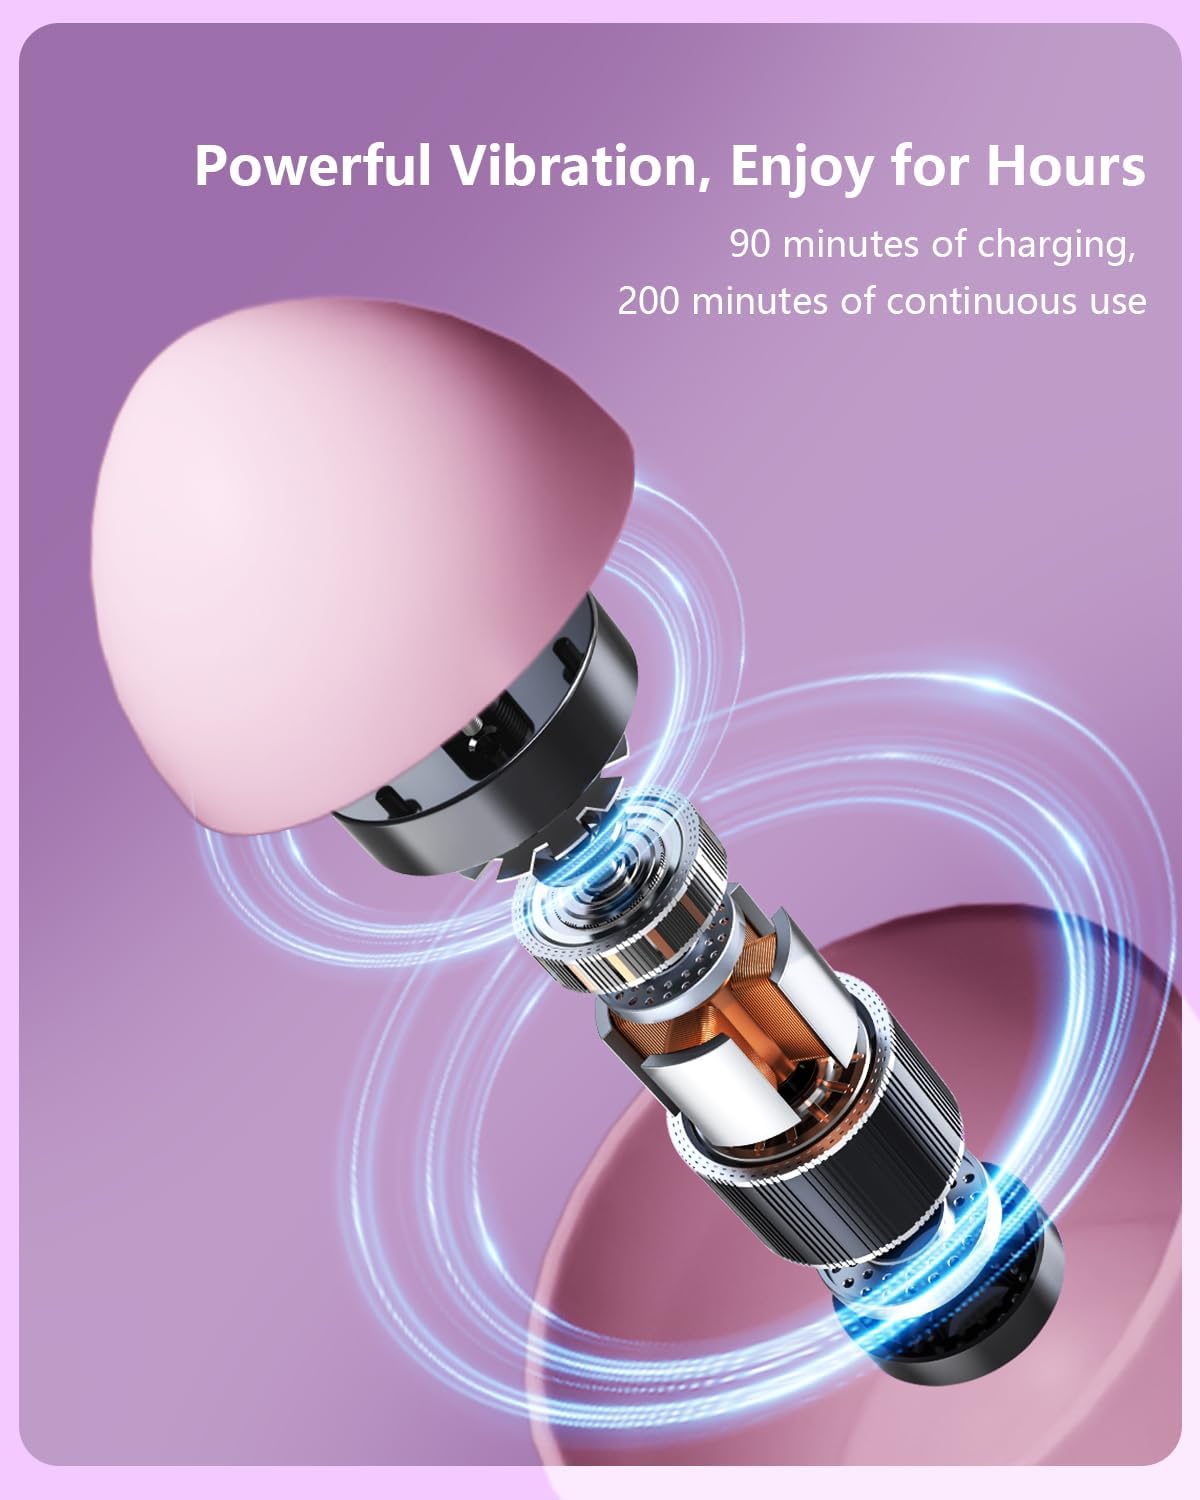 Powerful Vibration, Enjoy for Hours
90 minutes of charging,
200 minutes of continuous use